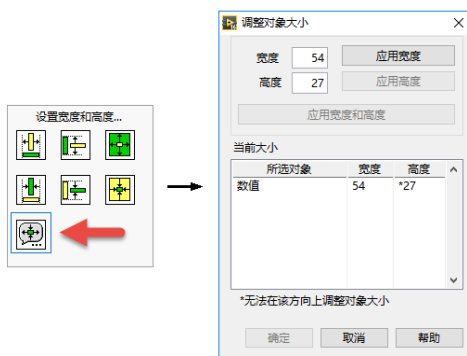 设置宽度和高度...
调整对象大小
宽度 54 应用宽度
高度 27 应用高度
应用宽度和高度
当前大小
所选对象 宽度 高度
数值 54 *27
*无法在该方向上调整对象大小
确定 取消 帮助